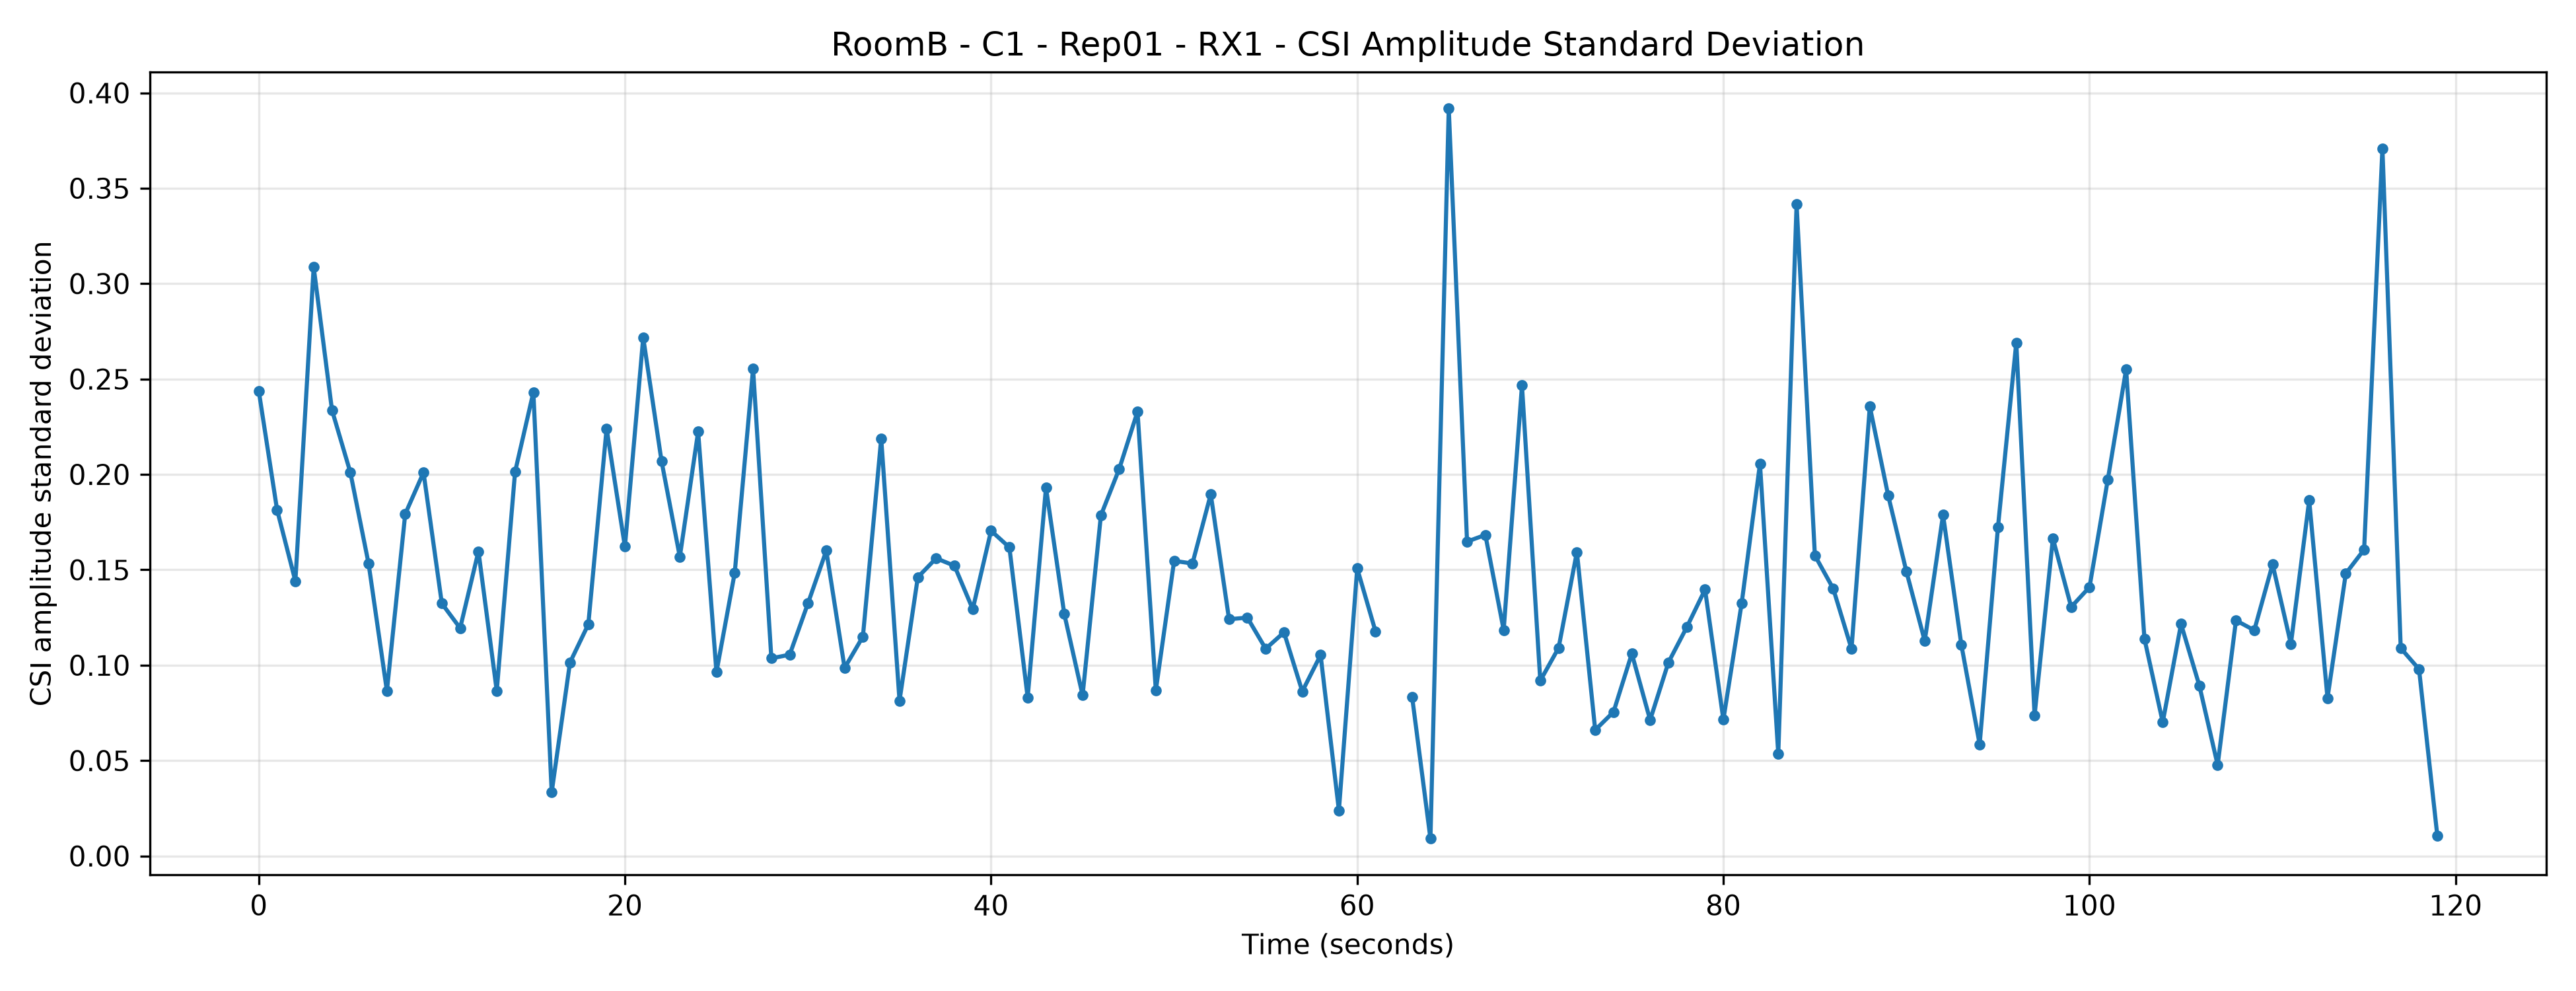 RoomB - C1 - Rep01 - RX1 - CSI Amplitude Standard Deviation
CSI amplitude standard deviation
0.40
0.35
0.30
0.25
0.20
0.15
0.10
0.05
0.00
0 20 40 60 80 100 120
Time (seconds)